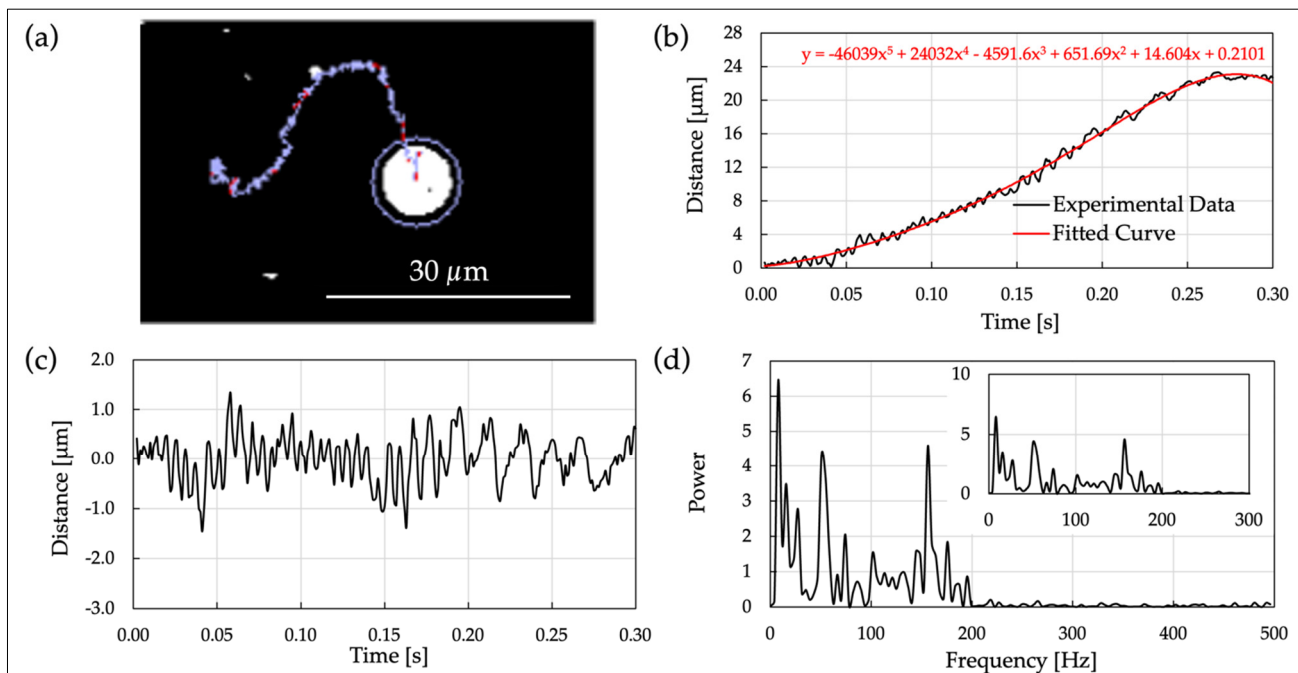 (a)
30 µm
(b)
y = -46039x⁵ + 24032x⁴ - 4591.6x³ + 651.69x² + 14.604x + 0.2101
28
24
20
16
12
8
4
0
Distance [µm]
Experimental Data
Fitted Curve
0.00 0.05 0.10 0.15 0.20 0.25 0.30
Time [s]
(c)
2.0
1.0
0.0
-1.0
-2.0
-3.0
Distance [µm]
0.00 0.05 0.10 0.15 0.20 0.25 0.30
Time [s]
(d)
7
6
5
4
3
2
1
0
Power
10
5
0
0 100 200 300
0 100 200 300 400 500
Frequency [Hz]